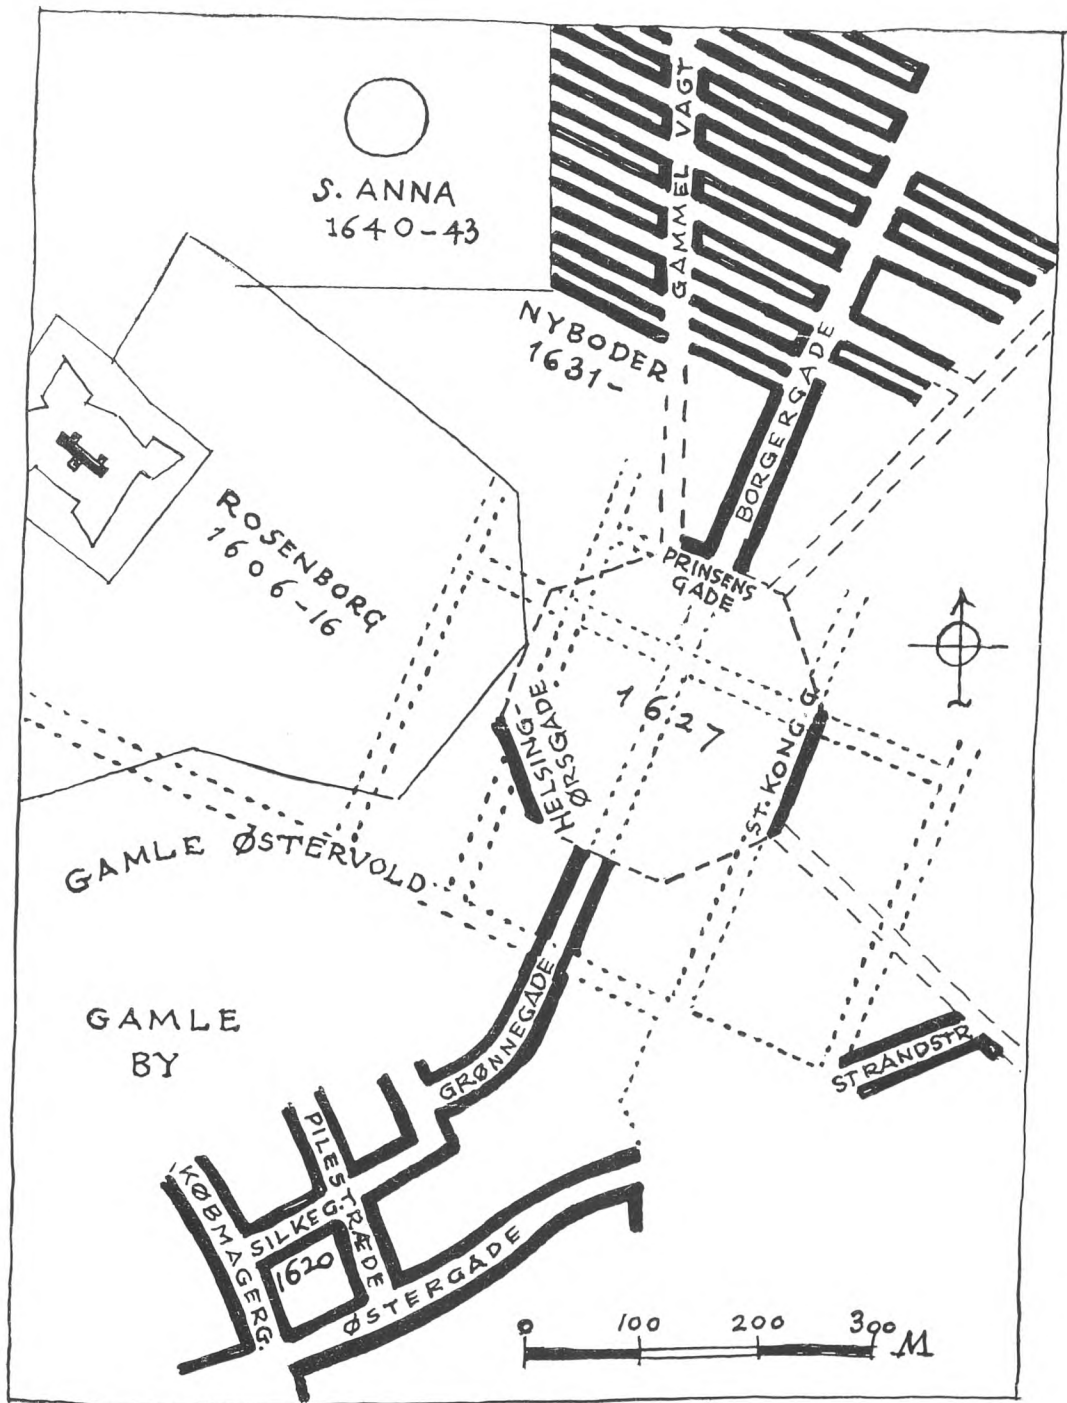 S. ANNA
1640-43
GAMMEL VAGT
NYBODER
1631-
BORGERGADE
ROSENBORG
1606-16
PRINSENS
GADE
1627
HELSING-
ØRSGADE
ST. KONG G
GAMLE ØSTERVOLD
GAMLE
BY
GRØNNEGADE
STRANDSTR
PILESTRÆDE
KØBMAGERG.
SILKEG.
1620
ØSTERGADE
0 100 200 300 M